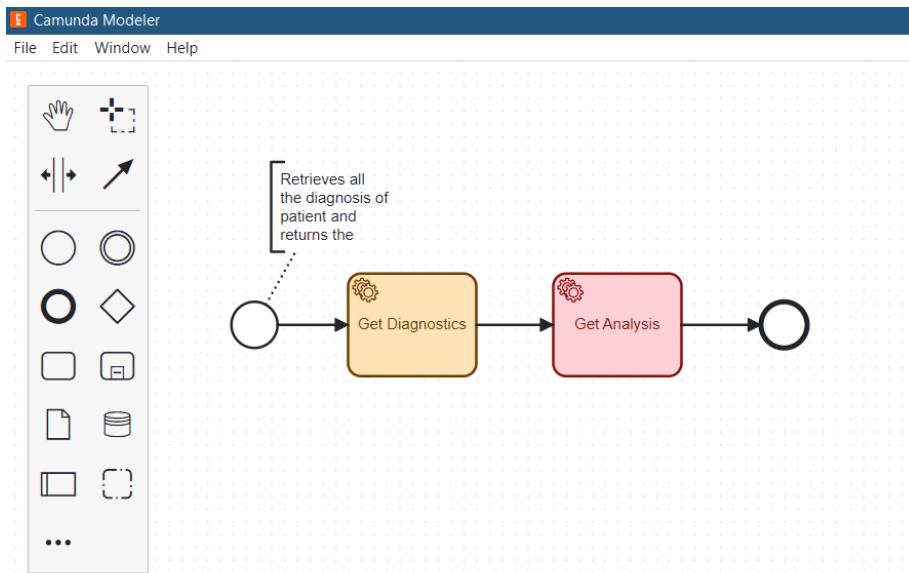 Camunda Modeler
File Edit Window Help
Retrieves all
the diagnosis of
patient and
returns the
Get Diagnostics
Get Analysis